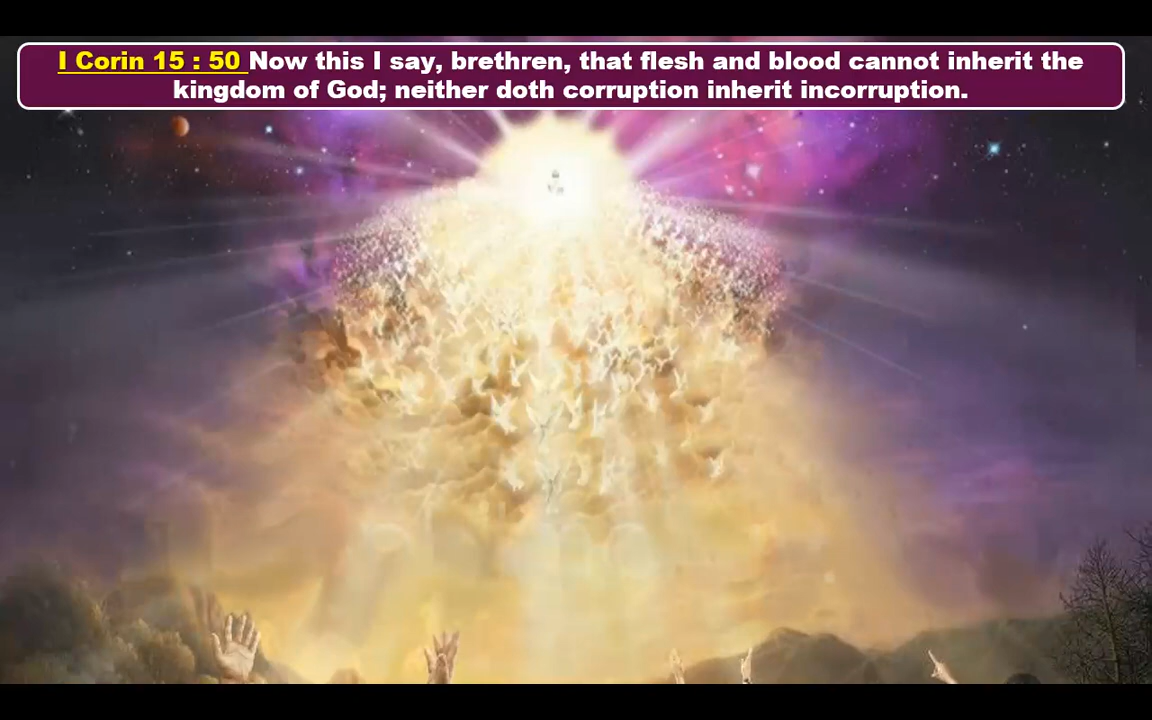 I Corin 15 : 50 Now this I say, brethren, that flesh and blood cannot inherit the
kingdom of God; neither doth corruption inherit incorruption.